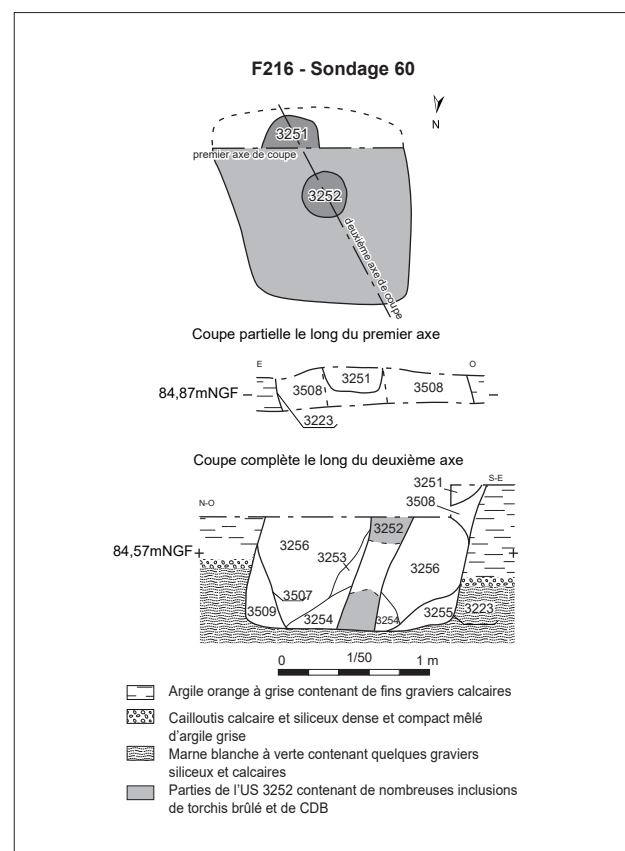 F216 - Sondage 60
N
3251
premier axe de coupe
3252
deuxième axe de coupe
Coupe partielle le long du premier axe
E
O
3251
3508
3508
84,87mNGF
3223
Coupe complète le long du deuxième axe
3251
S-E
N-O
3508
3252
3256
3253
3256
84,57mNGF
3507
3509
3254
3254
3255
3223
0
1/50
1 m
Argile orange à grise contenant de fins graviers calcaires
Cailloutis calcaire et siliceux dense et compact mêlé
d'argile grise
Marne blanche à verte contenant quelques graviers
siliceux et calcaires
Parties de l'US 3252 contenant de nombreuses inclusions
de torchis brûlé et de CDB